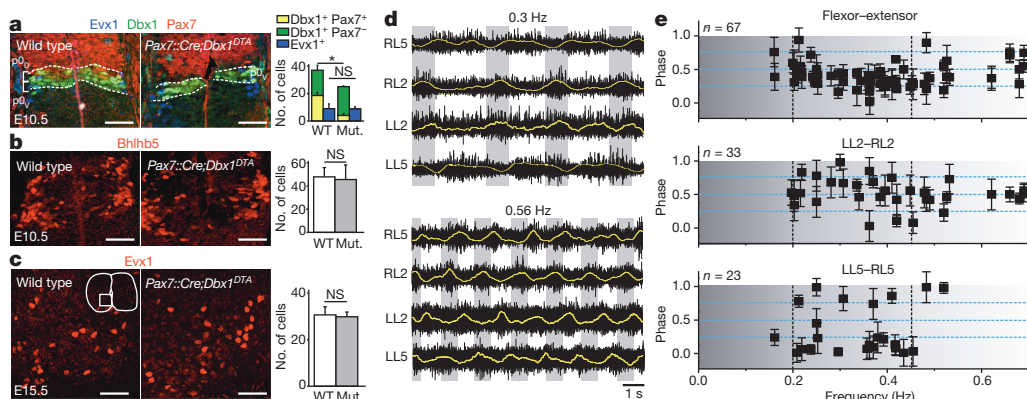 a Evx1 Dbx1 Pax7
Wild type
Pax7::Cre;Dbx1DTA
p0D
p0V
p0D
p0V
E10.5
Dbx1+ Pax7+
Dbx1+ Pax7−
Evx1+
No. of cells
60
40
20
0
* NS
WT Mut.
b Bhlhb5
Wild type
Pax7::Cre;Dbx1DTA
E10.5
No. of cells
60
40
20
0
NS
WT Mut.
c Evx1
Wild type
Pax7::Cre;Dbx1DTA
E15.5
No. of cells
40
30
20
10
0
NS
WT Mut.
d
0.3 Hz
RL5
RL2
LL2
LL5
0.56 Hz
RL5
RL2
LL2
LL5
1 s
e
Flexor–extensor
n = 67
Phase
1.0
0.5
0.0
LL2–RL2
n = 33
Phase
1.0
0.5
0.0
LL5–RL5
n = 23
Phase
1.0
0.5
0.0
0.0 0.2 0.4 0.6
Frequency (Hz)